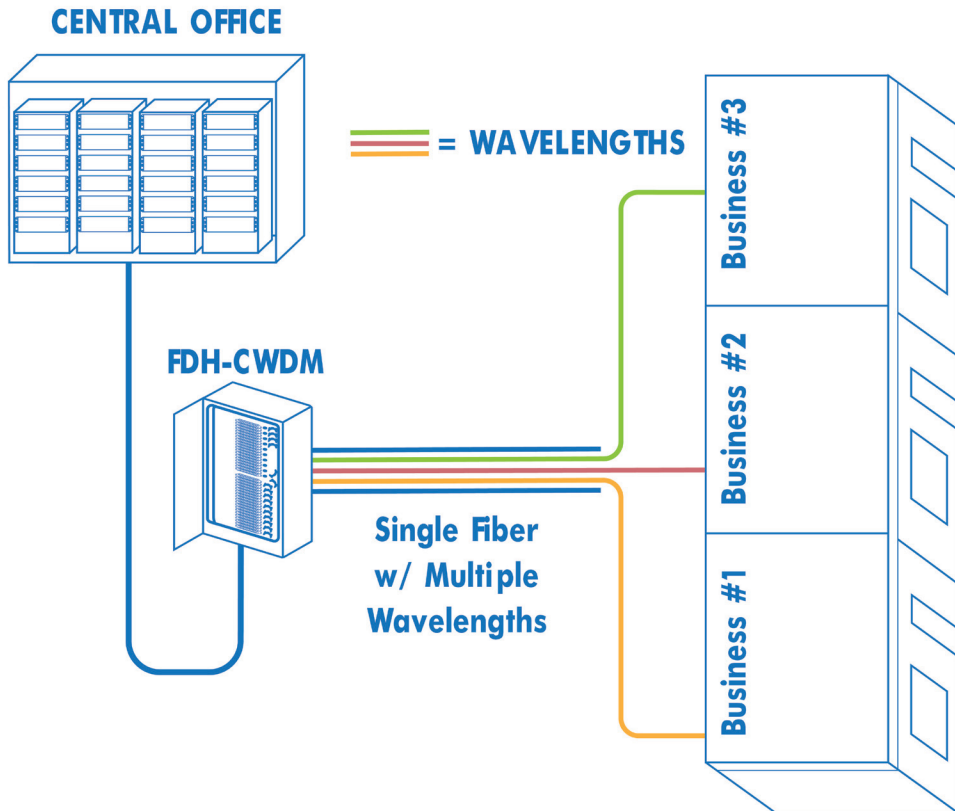 CENTRAL OFFICE
= WAVELENGTHS
Business #3
FDH-CWDM
Business #2
Single Fiber
w/ Multiple
Wavelengths
Business #1